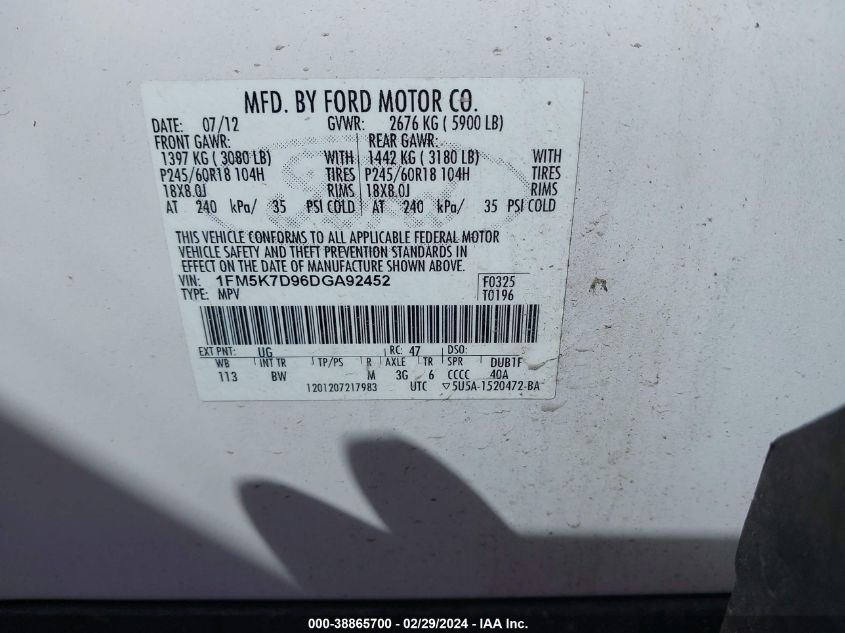 MFD. BY FORD MOTOR CO.
DATE: 07/12 GVWR: 2676 KG ( 5900 LB)
FRONT GAWR: REAR GAWR:
1397 KG ( 3080 LB) WITH 1442 KG ( 3180 LB) WITH
P245/60R18 104H TIRES P245/60R18 104H TIRES
18X8.0J RIMS 18X8.0J RIMS
AT 240 kPa/ 35 PSI COLD AT 240 kPa/ 35 PSI COLD
THIS VEHICLE CONFORMS TO ALL APPLICABLE FEDERAL MOTOR
VEHICLE SAFETY AND THEFT PREVENTION STANDARDS IN
EFFECT ON THE DATE OF MANUFACTURE SHOWN ABOVE.
VIN: 1FM5K7D96DGA92452 F0325
TYPE: MPV T0196
EXT PNT: UG RC: 47 DSO:
WB INT TR TP/PS R AXLE TR SPR DUB1F
113 BW M 3G 6 CCCC 40A
1201207217983 UTC ▽5U5A-1520472-BA
000-38865700 - 02/29/2024 - IAA Inc.